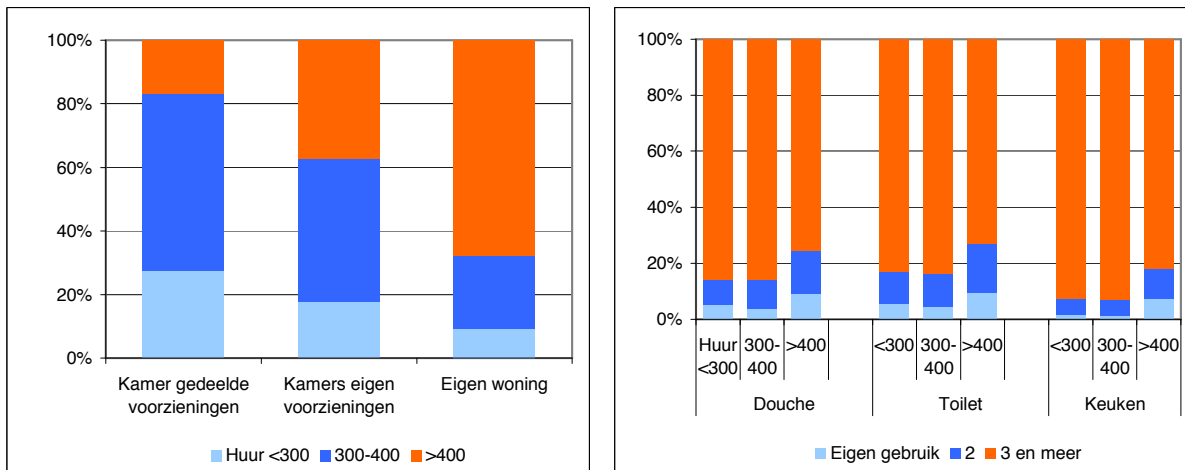 100%
80%
60%
40%
20%
0%
Kamer gedeelde
voorzieningen
Kamers eigen
voorzieningen
Eigen woning
Huur <300 300-400 >400
100%
80%
60%
40%
20%
0%
Huur
<300
300-
400
>400
<300
300-
400
>400
<300
300-
400
>400
Douche
Toilet
Keuken
Eigen gebruik 2 3 en meer